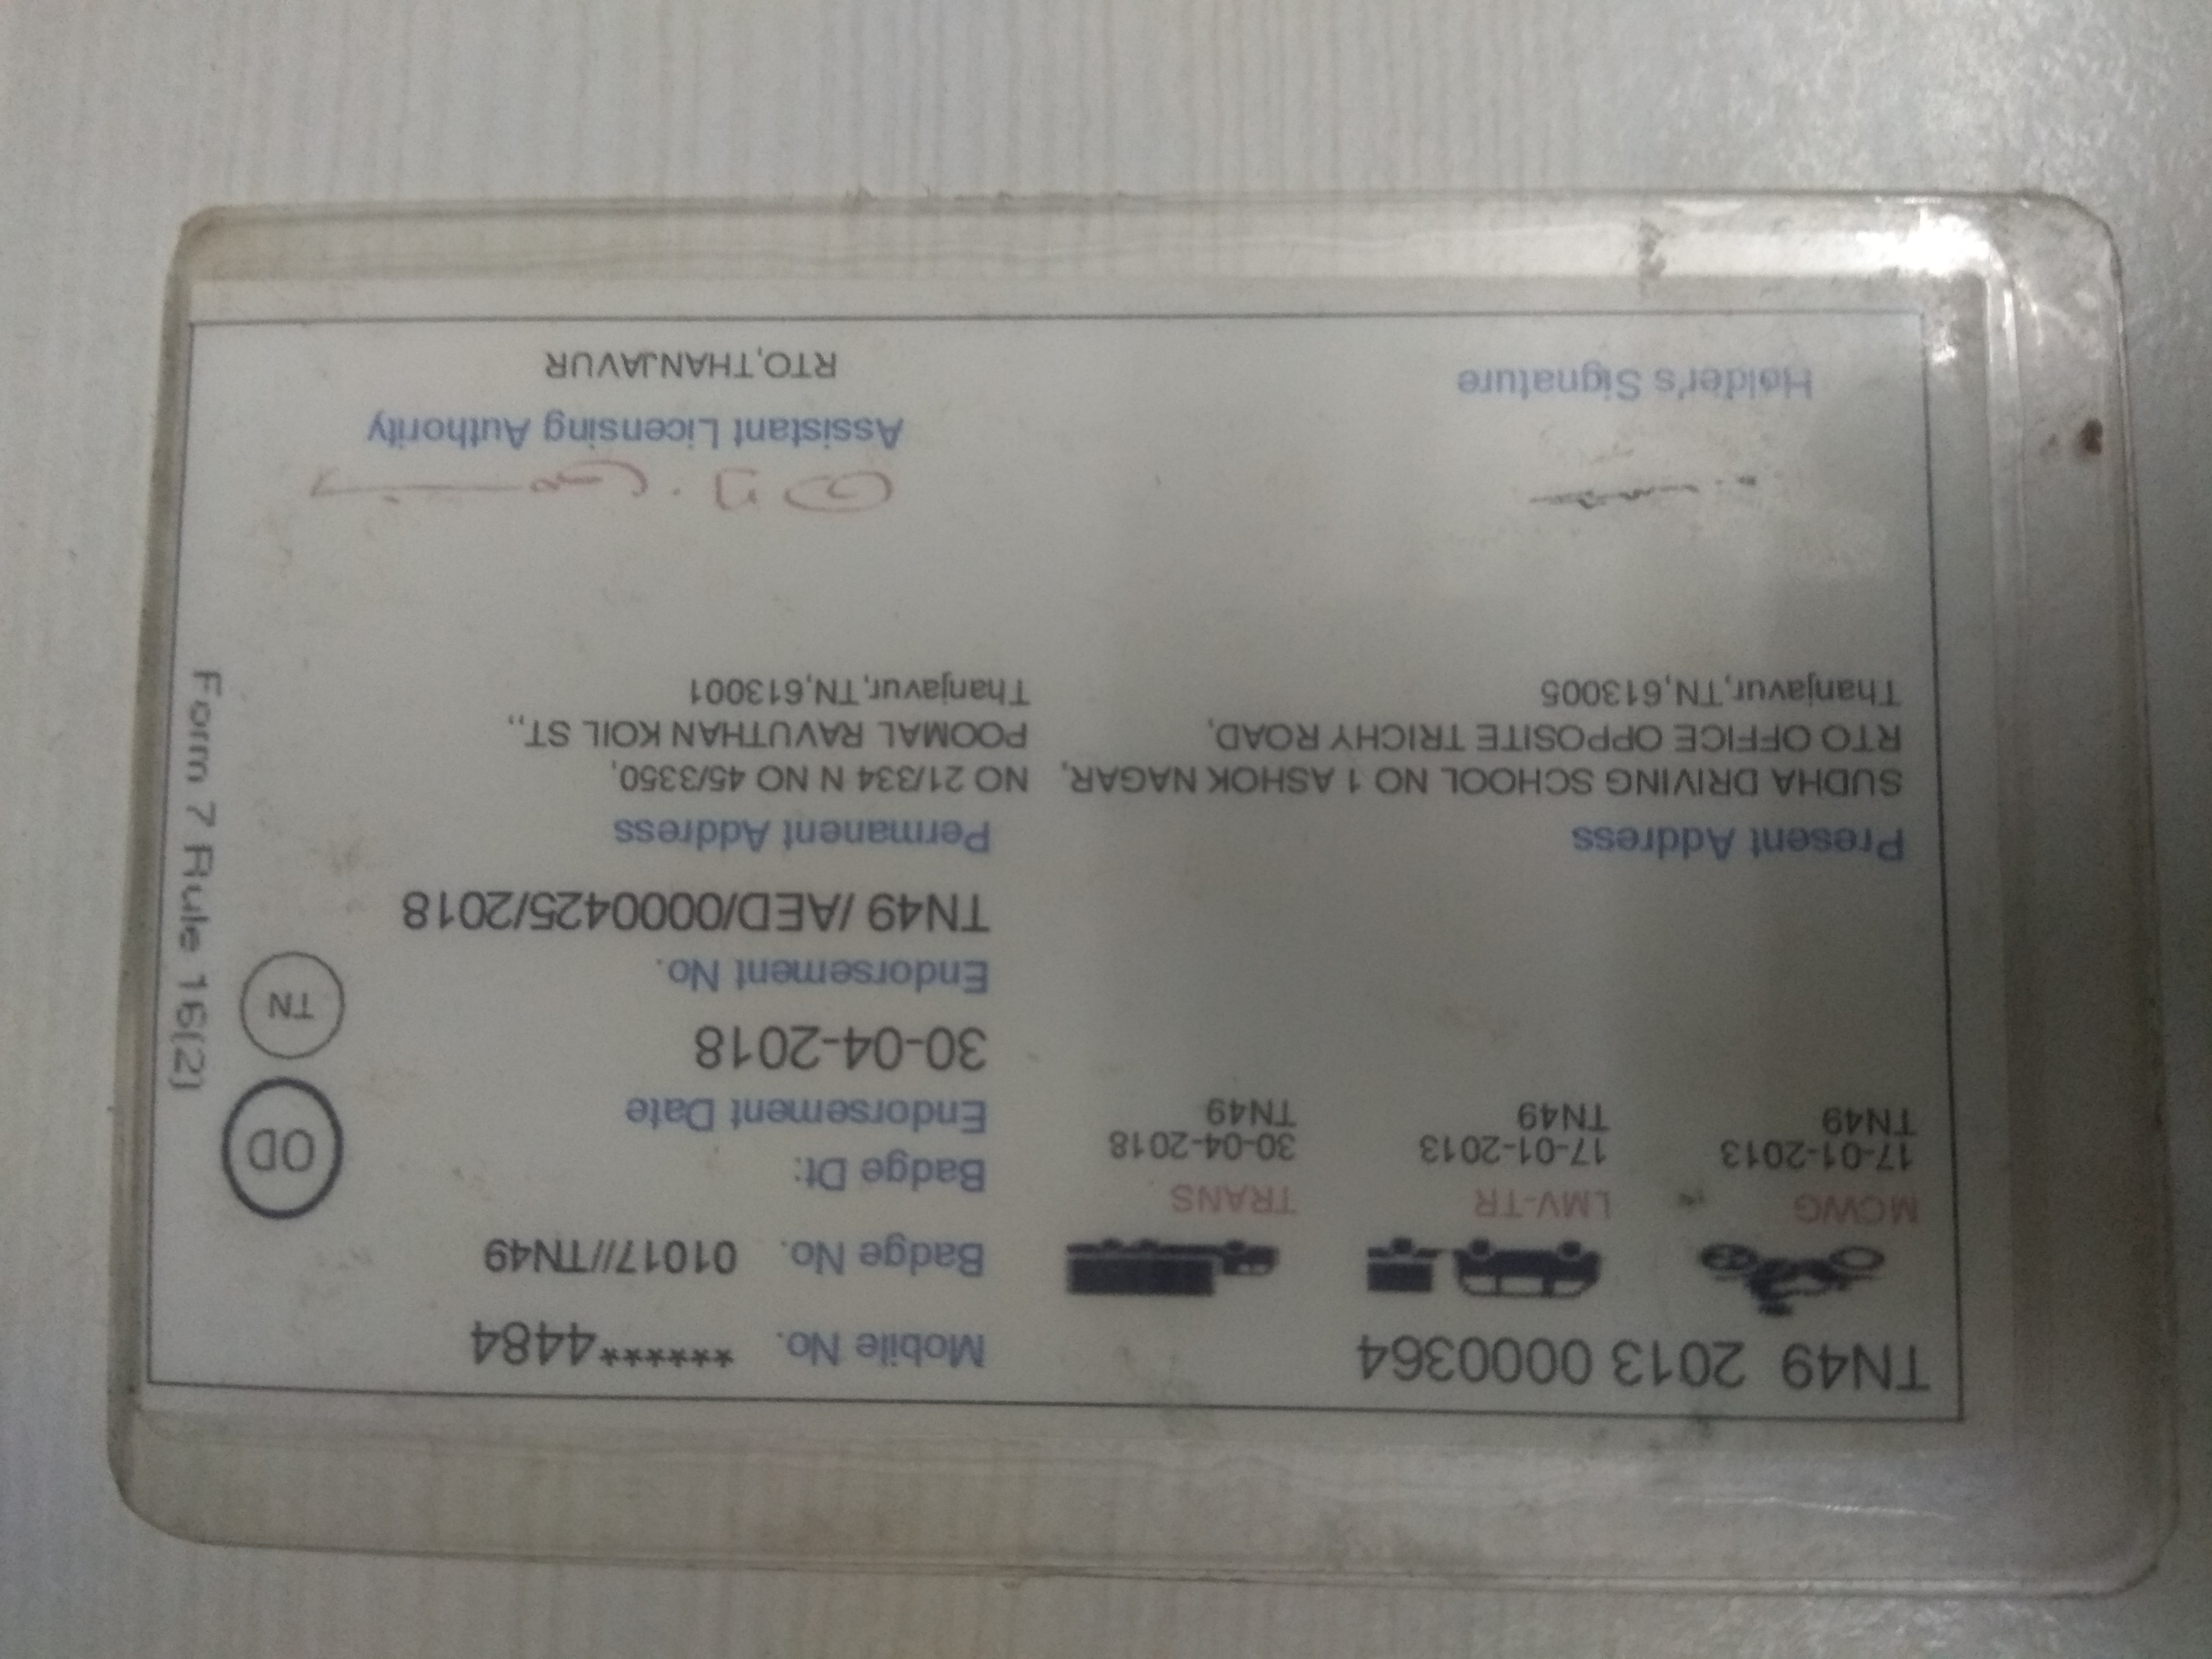 TN49 2013 0000364
MCWG
17-01-2013
TN49
LMV-TR
17-01-2013
TN49
TRANS
30-04-2018
TN49
Mobile No. ******4484
Badge No. 01017//TN49
Badge Dt:
Endorsement Date
30-04-2018
Endorsement No.
TN49 //AED/0000425/2018
OD
TN
Form 7 Rule 16(2)
Present Address
SUDHA DRIVING SCHOOL NO 1 ASHOK NAGAR,
RTO OFFICE OPPOSITE TRICHY ROAD,
Thanjavur,TN,613005
Permanent Address
NO 21/334 N NO 45/3350,
POOMAL RAVUTHAN KOIL ST,,
Thanjavur,TN,613001
Holder's Signature
Assistant Licensing Authority
RTO,THANJAVUR